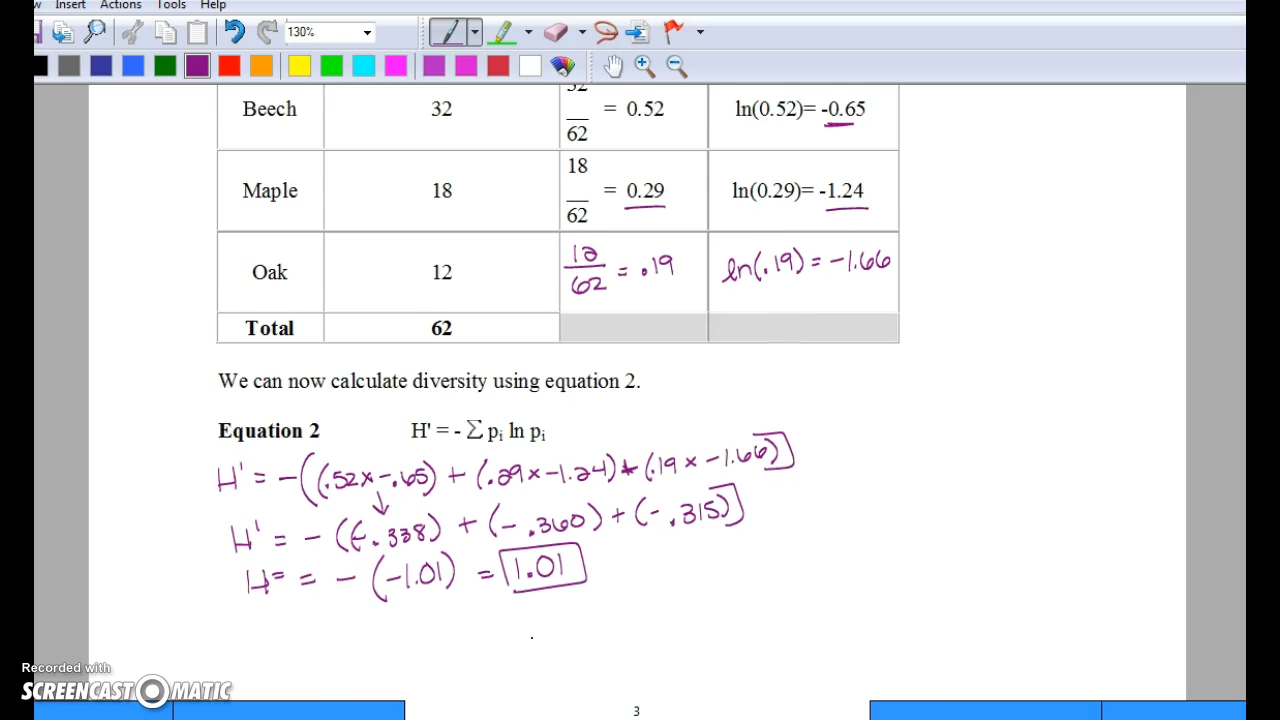 Insert Actions Tools Help
130%
32
Beech 32 62 = 0.52 ln(0.52)= -0.65
18
Maple 18 = 0.29 ln(0.29)= -1.24
62
Oak 12 12/62 = .19 ln(.19) = -1.66
Total 62
We can now calculate diversity using equation 2.
Equation 2 H' = - Σ pi ln pi
H' = -((.52x-.65) + (.29x-1.24) + (.19x-1.66)]
H' = - ((-.338) + (-.360) + (-.315)]
H= = - (-1.01) = 1.01
Recorded with
SCREENCAST MATIC
3